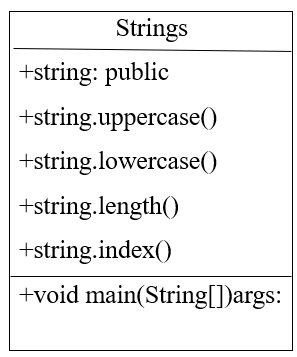 Strings
+string: public
+string.uppercase()
+string.lowercase()
+string.length()
+string.index()
+void main(String[])args: